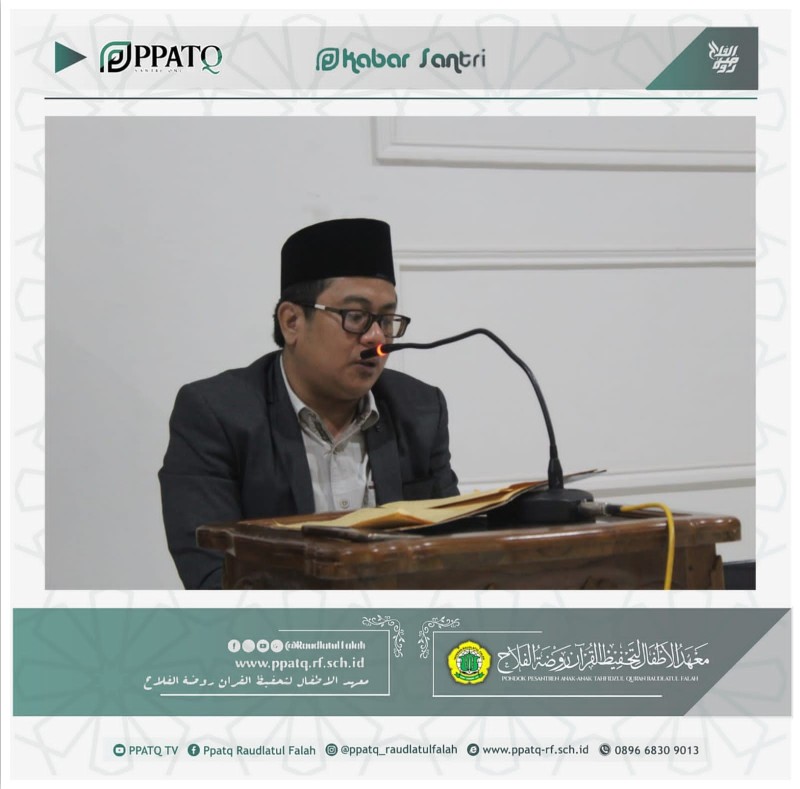 PPATQ
Kabar Santri
@Raudlatulfalah
www.ppatq.rf.sch.id
معهد الاطفال لتحفيظ القران روضة الفلاح
معهد الاطفال لتحفيظ القرآن روضة الفلاح
PONDOK PESANTREN ANAK-ANAK TAHFIDZUL QURAN RAUDLATUL FALAH
PPATQ TV Ppatq Raudlatul Falah @ppatq_raudlatulfalah www.ppatq-rf.sch.id 0896 6830 9013